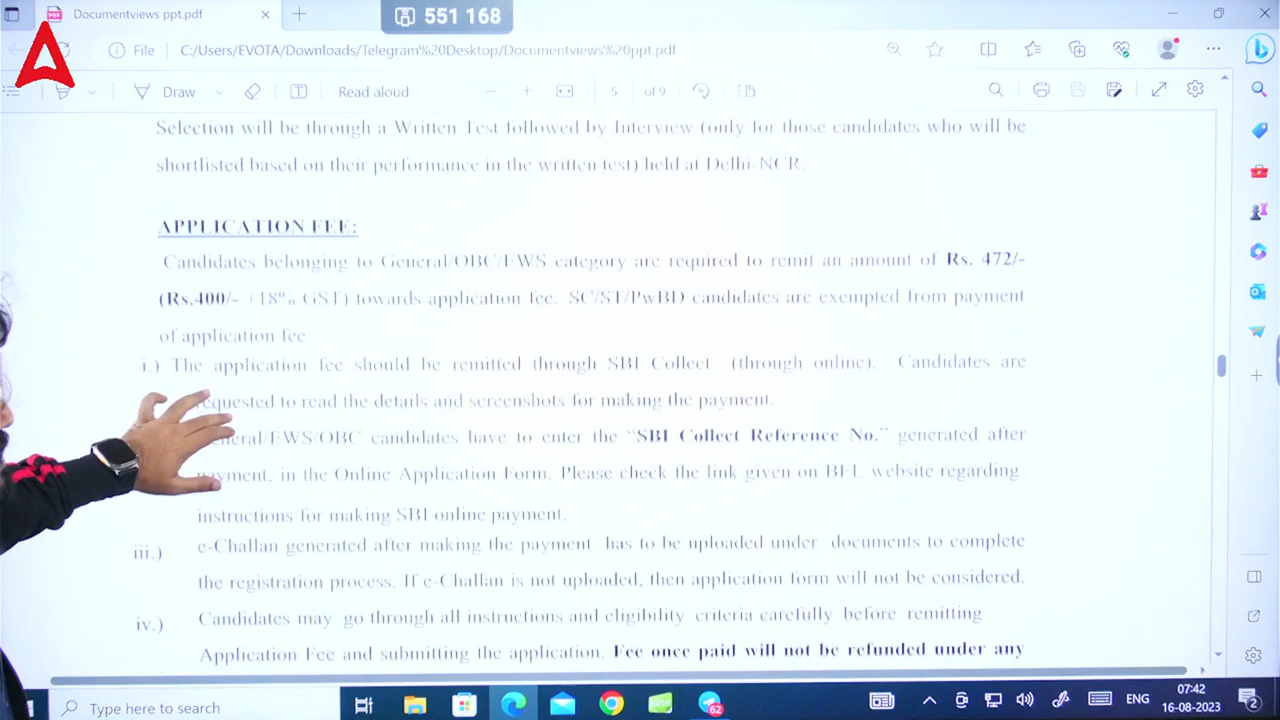 Documentviews ppt.pdf
551 168
File
C:/Users/EVOTA/Downloads/Telegram%20Desktop/Documentviews%20ppt.pdf
Draw
Read aloud
5
of 9
Selection will be through a Written Test followed by Interview (only for those candidates who will be
shortlisted based on their performance in the written test) held at Delhi-NCR.
APPLICATION FEE:
Candidates belonging to General/OBC/EWS category are required to remit an amount of Rs. 472/-
(Rs.400/- +18% GST) towards application fee. SC/ST/PwBD candidates are exempted from payment
of application fee.
i.) The application fee should be remitted through SBI Collect (through online). Candidates are
requested to read the details and screenshots for making the payment.
General/EWS/OBC candidates have to enter the "SBI Collect Reference No." generated after
payment, in the Online Application Form. Please check the link given on BEL website regarding
instructions for making SBI online payment.
iii.) e-Challan generated after making the payment has to be uploaded under documents to complete
the registration process. If e-Challan is not uploaded, then application form will not be considered.
iv.) Candidates may go through all instructions and eligibility criteria carefully before remitting
Application Fee and submitting the application. Fee once paid will not be refunded under any
Type here to search
62
ENG
07:42
16-08-2023
2